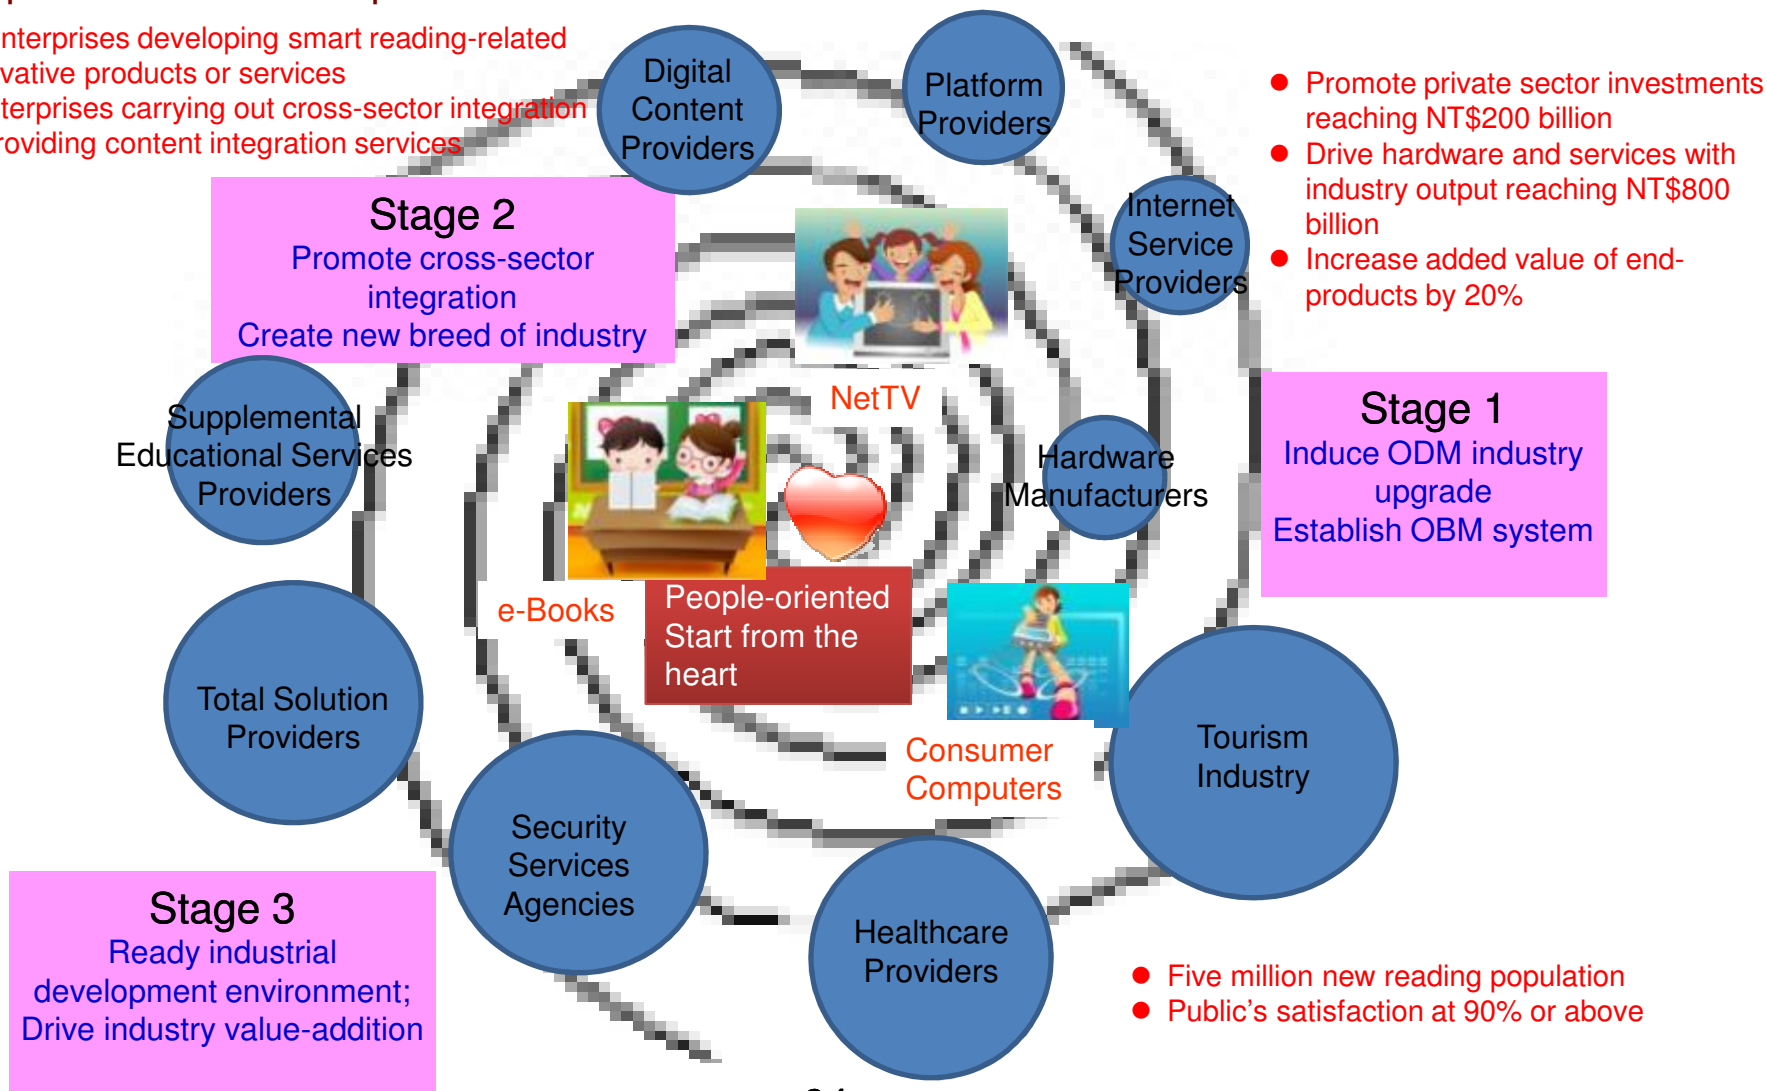 nterprises developing smart reading-related
vative products or services
terprises carrying out cross-sector integration
roviding content integration services
Digital
Content
Providers
Platform
Providers
Internet
Service
Providers
● Promote private sector investments
reaching NT$200 billion
● Drive hardware and services with
industry output reaching NT$800
billion
● Increase added value of end-
products by 20%
Stage 2
Promote cross-sector
integration
Create new breed of industry
NetTV
Stage 1
Induce ODM industry
upgrade
Establish OBM system
Supplemental
Educational Services
Providers
Hardware
Manufacturers
e-Books
People-oriented
Start from the
heart
Total Solution
Providers
Consumer
Computers
Tourism
Industry
Security
Services
Agencies
Healthcare
Providers
Stage 3
Ready industrial
development environment;
Drive industry value-addition
● Five million new reading population
● Public's satisfaction at 90% or above